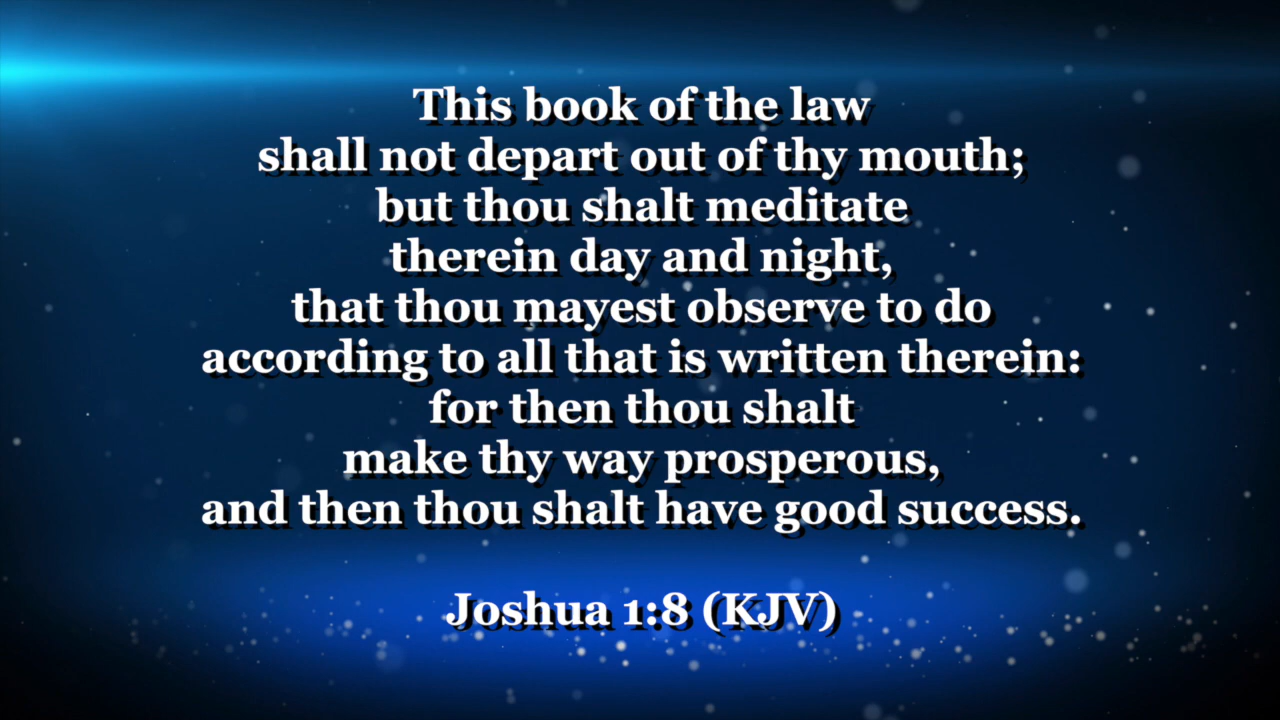 This book of the law
shall not depart out of thy mouth;
but thou shalt meditate
therein day and night,
that thou mayest observe to do
according to all that is written therein:
for then thou shalt
make thy way prosperous,
and then thou shalt have good success.
Joshua 1:8 (KJV)